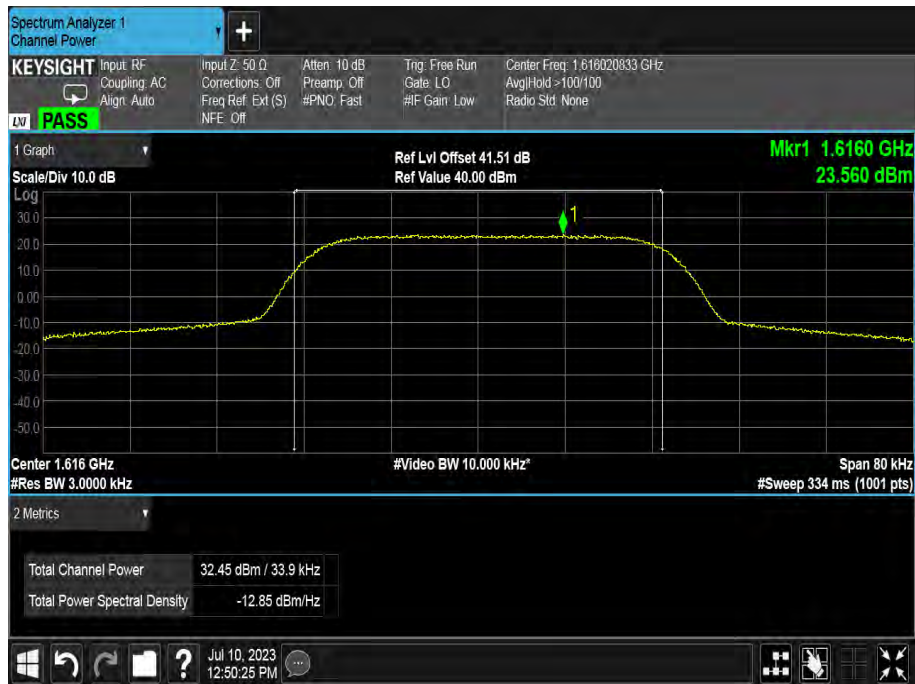 Spectrum Analyzer 1
Channel Power
+
KEYSIGHT
Input: RF
Coupling: AC
Align: Auto
Input Z: 50 Ω
Corrections: Off
Freq Ref: Ext (S)
NFE: Off
Atten: 10 dB
Preamp: Off
#PNO: Fast
Trig: Free Run
Gate: LO
#IF Gain: Low
Center Freq: 1.616020833 GHz
Avg|Hold >100/100
Radio Std: None
LXI PASS
1 Graph
Scale/Div 10.0 dB
Ref Lvl Offset 41.51 dB
Ref Value 40.00 dBm
Mkr1 1.6160 GHz
23.560 dBm
Log
30.0
20.0
10.0
0.00
-10.0
-20.0
-30.0
-40.0
-50.0
1
Center 1.616 GHz
#Res BW 3.0000 kHz
#Video BW 10.000 kHz*
Span 80 kHz
#Sweep 334 ms (1001 pts)
2 Metrics
Total Channel Power 32.45 dBm / 33.9 kHz
Total Power Spectral Density -12.85 dBm/Hz
?
Jul 10, 2023
12:50:25 PM